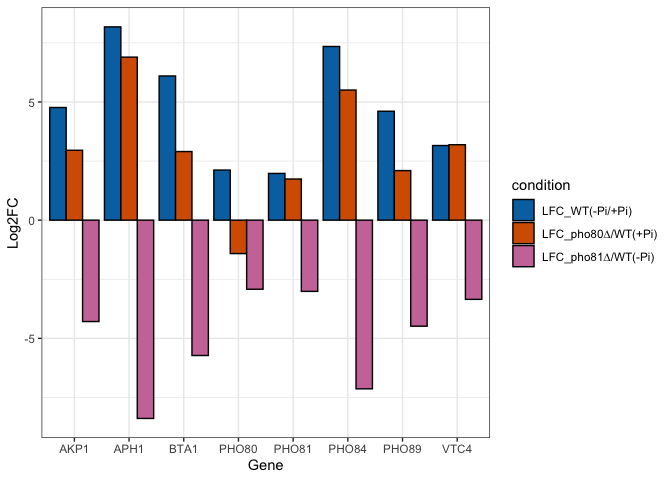 Log2FC
5
0
-5
AKP1 APH1 BTA1 PHO80 PHO81 PHO84 PHO89 VTC4
Gene
condition
LFC_WT(-Pi/+Pi)
LFC_pho80Δ/WT(+Pi)
LFC_pho81Δ/WT(-Pi)